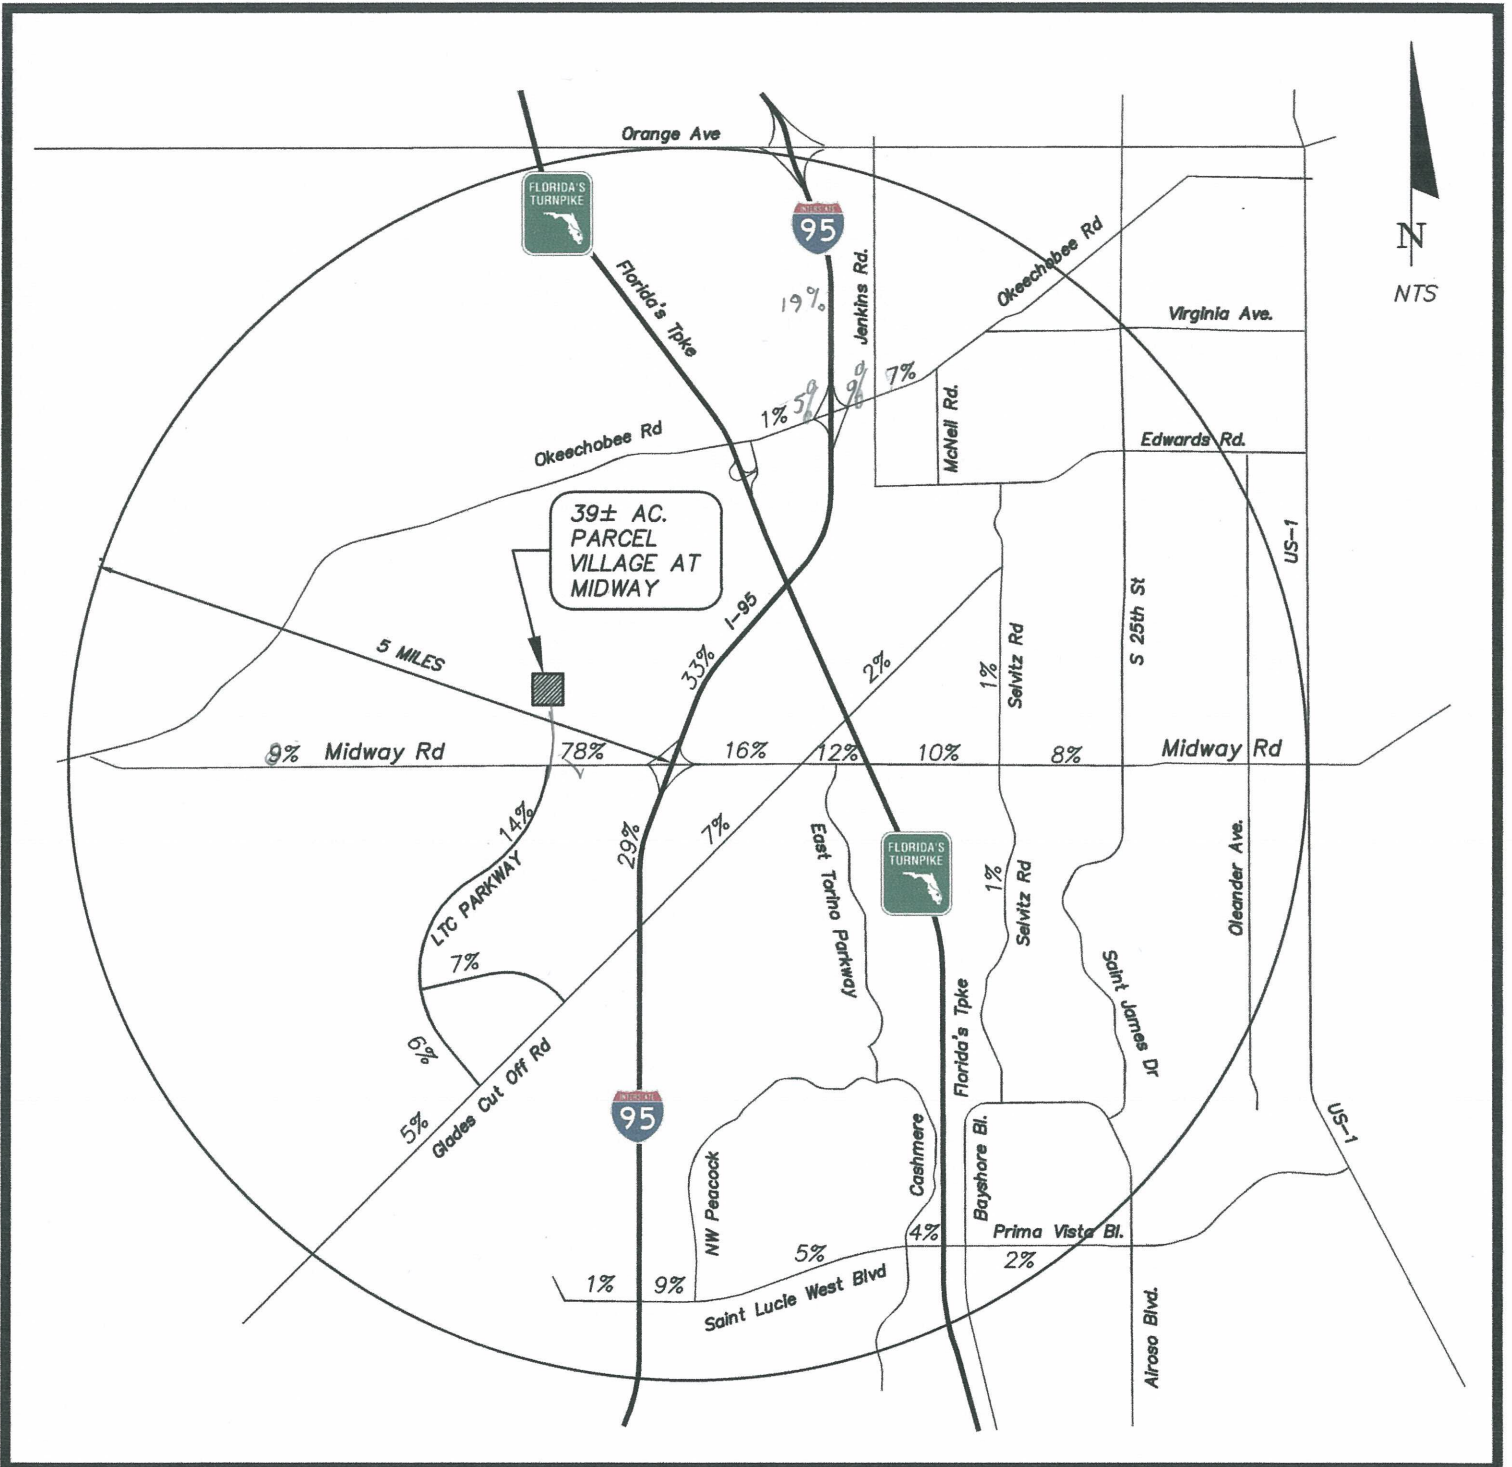 Orange Ave
FLORIDA'S
TURNPIKE
INTERSTATE
95
N
NTS
Florida's Tpke
19%
Jenkins Rd.
Okeechobee Rd
Virginia Ave.
7%
9%
5%
1%
McNeil Rd.
Okeechobee Rd
Edwards Rd.
39± AC.
PARCEL
VILLAGE AT
MIDWAY
US-1
I-95
S 25th St
5 MILES
33%
2%
1%
Selvitz Rd
9%
Midway Rd
78%
16%
12%
10%
8%
Midway Rd
14%
29%
7%
East Torino Parkway
FLORIDA'S
TURNPIKE
1%
Selvitz Rd
Oleander Ave.
LTC PARKWAY
7%
Saint James Dr
Florida's Tpke
6%
5%
Glades Cut Off Rd
INTERSTATE
95
US-1
NW Peacock
Cashmere
Bayshore Bl.
4%
Prima Vista Bl.
5%
2%
1%
9%
Saint Lucie West Blvd
Airoso Blvd.